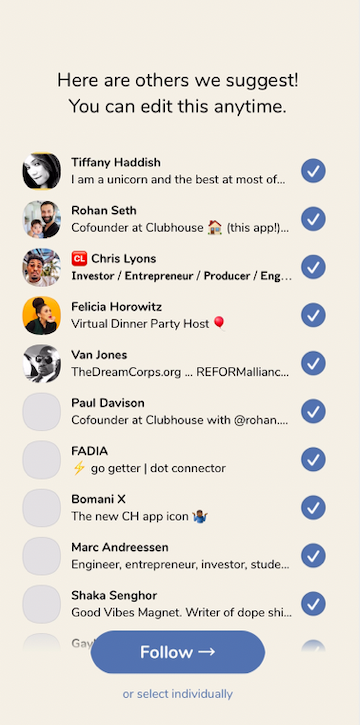 Here are others we suggest!
You can edit this anytime.
Tiffany Haddish
I am a unicorn and the best at most of...
Rohan Seth
Cofounder at Clubhouse 🏠 (this app!)...
CL Chris Lyons
Investor / Entrepreneur / Producer / Eng...
Felicia Horowitz
Virtual Dinner Party Host 🎈
Van Jones
TheDreamCorps.org ... REFORMallianc...
Paul Davison
Cofounder at Clubhouse with @rohan....
FADIA
⚡ go getter | dot connector
Bomani X
The new CH app icon 🤷🏾‍♂️
Marc Andreessen
Engineer, entrepreneur, investor, stude...
Shaka Senghor
Good Vibes Magnet. Writer of dope shi...
Follow →
or select individually